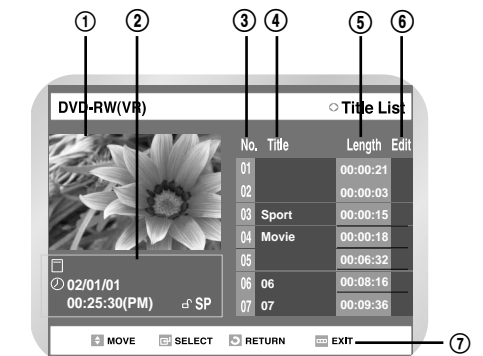 ① ② ③ ④ ⑤ ⑥
DVD-RW(VR) Title List
No. Title Length Edit
01 00:00:21
02 00:00:03
03 Sport 00:00:15
04 Movie 00:00:18
05 00:06:32
06 06 00:08:16
07 07 00:09:36
02/01/01
00:25:30(PM) SP
MOVE SELECT RETURN EXIT ⑦